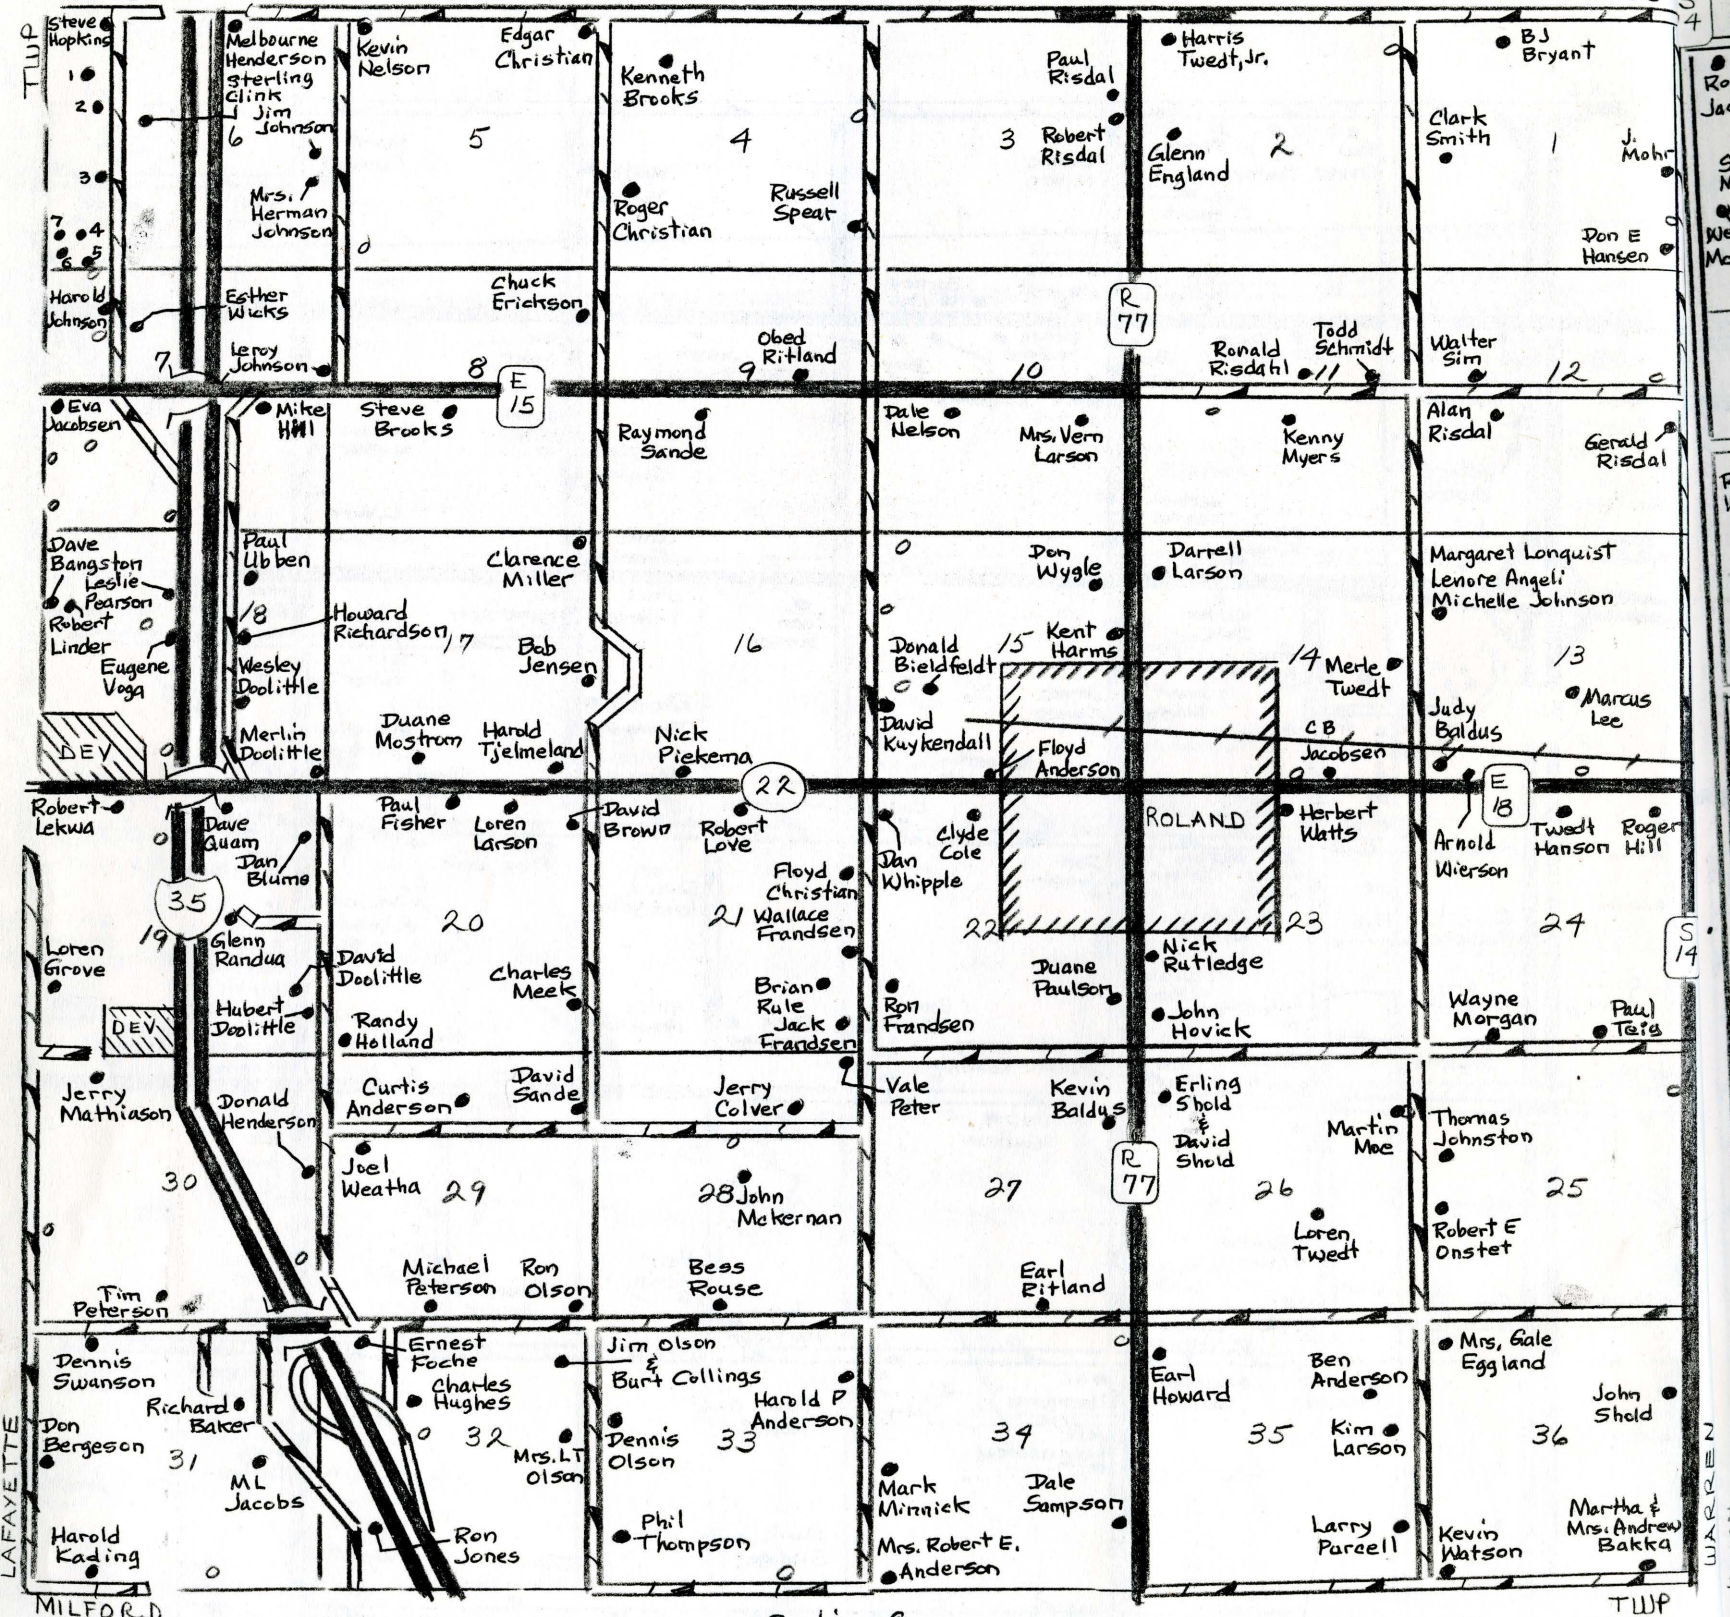 TWP
Steve
Hopkins
1
2
3
7 4
6 5
Harold
Johnson
Melbourne
Henderson
Sterling
Clink
Jim
Johnson
6
Mrs.
Herman
Johnson
Esther
Wicks
7
Leroy
Johnson
Kevin
Nelson
Edgar
Christian
5
Chuck
Erickson
8
E
15
Kenneth
Brooks
4
Roger
Christian
Russell
Spear
Obed
Ritland
9
Paul
Risdal
3
Robert
Risdal
10
R
77
Harris
Twedt, Jr.
Glenn
England
2
Ronald
Risdahl
11
Todd
Schmidt
BJ
Bryant
Clark
Smith
1
J.
Mohr
Don E
Hansen
Walter
Sim
12
Eva
Jacobsen
Mike
Hill
Steve
Brooks
Raymond
Sande
Dale
Nelson
Mrs. Vern
Larson
Kenny
Myers
Alan
Risdal
Gerald
Risdal
Dave
Bangston
Leslie
Pearson
Robert
Linder
Eugene
Voga
DEV
Paul
Ubben
18
Howard
Richardson
Wesley
Doolittle
Merlin
Doolittle
Clarence
Miller
17
Bob
Jensen
Duane
Mostrom
Harold
Tjelmeland
16
Nick
Piekema
22
Don
Wygle
Donald
Bieldfeldt
15
Kent
Harms
David
Kuykendall
Floyd
Anderson
Darrell
Larson
14
Merle
Twedt
CB
Jacobsen
Margaret Lonquist
Lenore Angeli
Michelle Johnson
13
Marcus
Lee
Judy
Baldus
E
18
Robert
Lekwa
Dave
Quam
Dan
Blume
35
19
Glenn
Randua
Loren
Grove
Hubert
Doolittle
DEV
David
Doolittle
Paul
Fisher
Loren
Larson
David
Brown
20
Charles
Meek
Randy
Holland
Robert
Love
Floyd
Christian
21
Wallace
Frandsen
Brian
Rule
Jack
Frandsen
Dan
Whipple
Clyde
Cole
22
Ron
Frandsen
Duane
Paulson
ROLAND
Herbert
Watts
23
Nick
Rutledge
John
Hovick
Arnold
Wierson
Twedt
Hanson
Roger
Hill
24
S
14
Wayne
Morgan
Paul
Teig
Jerry
Mathiason
Donald
Henderson
30
Tim
Peterson
Curtis
Anderson
David
Sande
Joel
Weatha
29
Michael
Peterson
Ron
Olson
Jerry
Colver
28
John
McKernan
Bess
Rouse
Vale
Peter
Kevin
Baldus
27
Earl
Ritland
R
77
Erling
Shold
&
David
Shold
Martin
Moe
26
Loren
Twedt
Thomas
Johnston
25
Robert E
Onstet
Dennis
Swanson
Richard
Baker
Don
Bergeson
31
ML
Jacobs
Harold
Kading
Ernest
Foche
Charles
Hughes
32
Mrs. LT
Olson
Ron
Jones
Jim Olson
&
Burt Collings
Harold P
Anderson
Dennis
Olson
33
Phil
Thompson
34
Mark
Minnick
Dale
Sampson
Mrs. Robert E.
Anderson
Earl
Howard
Ben
Anderson
35
Kim
Larson
Larry
Purcell
Mrs. Gale
Eggland
John
Shold
36
Kevin
Watson
Martha &
Mrs. Andrew
Bakka
LAFAYETTE
MILFORD
WARREN
TWP